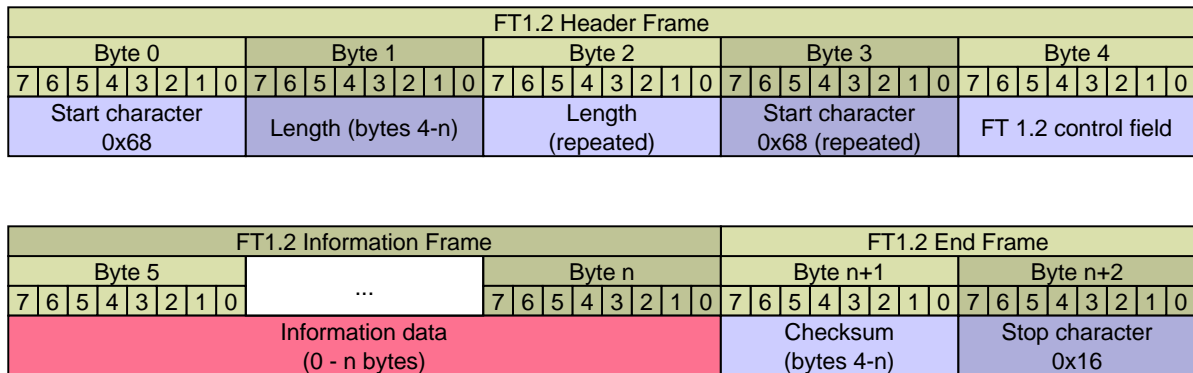 FT1.2 Header Frame
Byte 0 Byte 1 Byte 2 Byte 3 Byte 4
7 6 5 4 3 2 1 0 7 6 5 4 3 2 1 0 7 6 5 4 3 2 1 0 7 6 5 4 3 2 1 0 7 6 5 4 3 2 1 0
Start character
0x68
Length (bytes 4-n)
Length
(repeated)
Start character
0x68 (repeated)
FT 1.2 control field
FT1.2 Information Frame FT1.2 End Frame
Byte 5 ... Byte n Byte n+1 Byte n+2
7 6 5 4 3 2 1 0 7 6 5 4 3 2 1 0 7 6 5 4 3 2 1 0 7 6 5 4 3 2 1 0
Information data
(0 - n bytes)
Checksum
(bytes 4-n)
Stop character
0x16